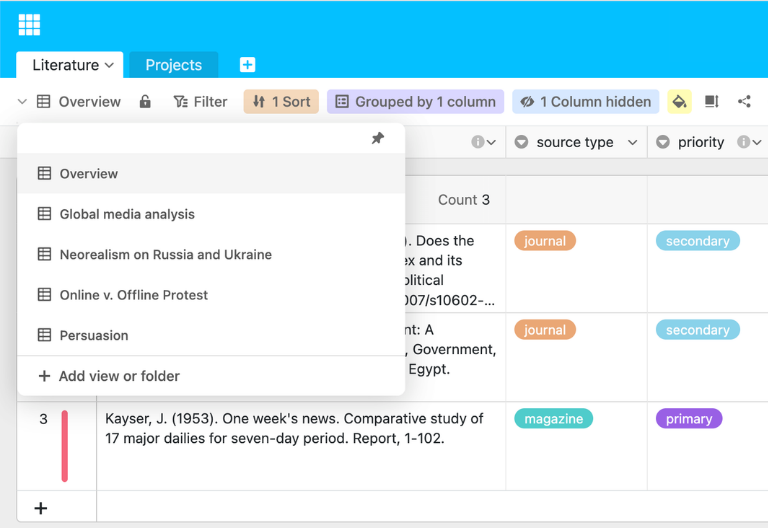 Literature Projects
Overview Filter 1 Sort Grouped by 1 column 1 Column hidden
source type priority
Overview
Global media analysis
Neorealism on Russia and Ukraine
Online v. Offline Protest
Persuasion
+ Add view or folder
Count 3
). Does the
ex and its
olitical
007/s10602-...
journal secondary
nt: A
, Government,
Egypt.
journal secondary
3 Kayser, J. (1953). One week's news. Comparative study of
17 major dailies for seven-day period. Report, 1-102.
magazine primary
+